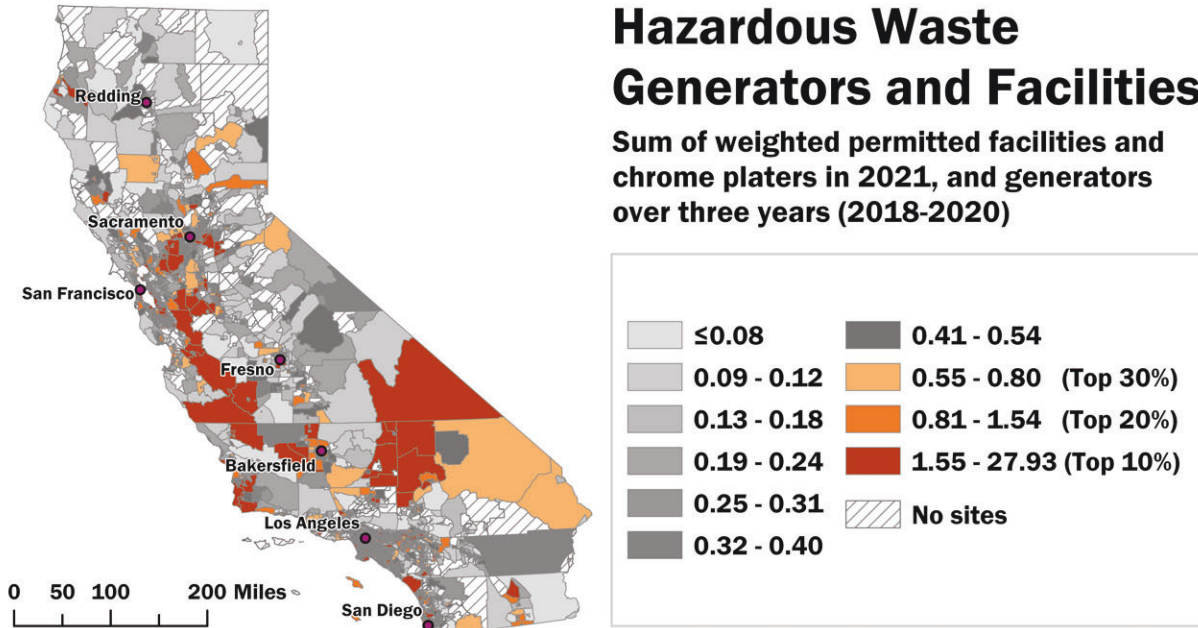 Hazardous Waste
Generators and Facilities
Sum of weighted permitted facilities and
chrome platers in 2021, and generators
over three years (2018-2020)
≤0.08
0.09 - 0.12
0.13 - 0.18
0.19 - 0.24
0.25 - 0.31
0.32 - 0.40
0.41 - 0.54
0.55 - 0.80 (Top 30%)
0.81 - 1.54 (Top 20%)
1.55 - 27.93 (Top 10%)
No sites
Redding
Sacramento
San Francisco
Fresno
Bakersfield
Los Angeles
San Diego
0 50 100 200 Miles